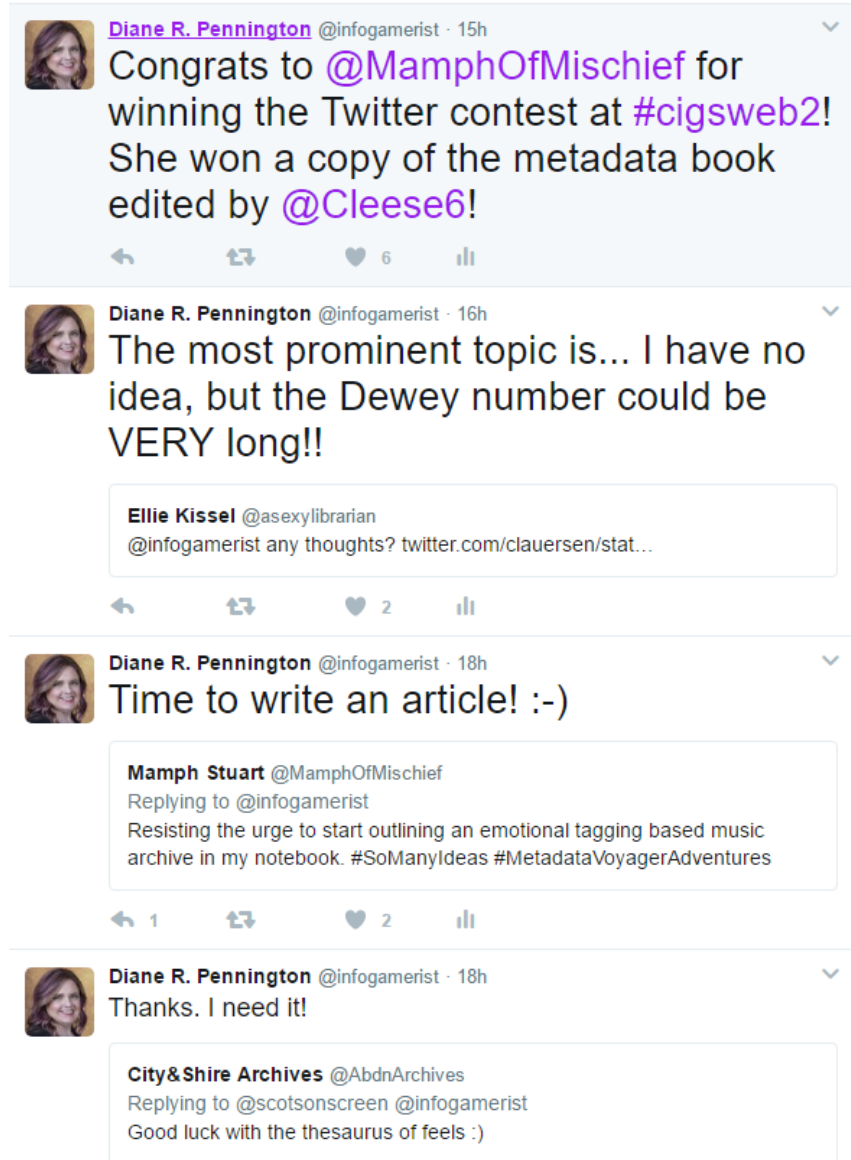 Diane R. Pennington @infogamerist · 15h
Congrats to @MamphOfMischief for
winning the Twitter contest at #cigsweb2!
She won a copy of the metadata book
edited by @Cleese6!
6
Diane R. Pennington @infogamerist · 16h
The most prominent topic is... I have no
idea, but the Dewey number could be
VERY long!!
Ellie Kissel @asexylibrarian
@infogamerist any thoughts? twitter.com/clauersen/stat...
2
Diane R. Pennington @infogamerist · 18h
Time to write an article! :-)
Mamph Stuart @MamphOfMischief
Replying to @infogamerist
Resisting the urge to start outlining an emotional tagging based music
archive in my notebook. #SoManyIdeas #MetadataVoyagerAdventures
1 2
Diane R. Pennington @infogamerist · 18h
Thanks. I need it!
City&Shire Archives @AbdnArchives
Replying to @scotsonscreen @infogamerist
Good luck with the thesaurus of feels :)